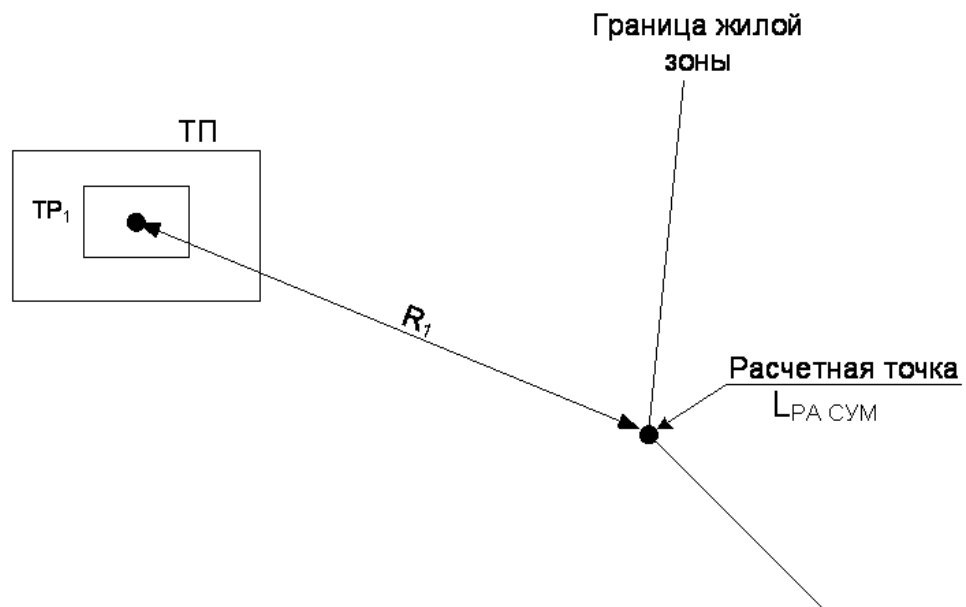 Граница жилой
зоны
ТП
ТР₁
R₁
Расчетная точка
LРА СУМ